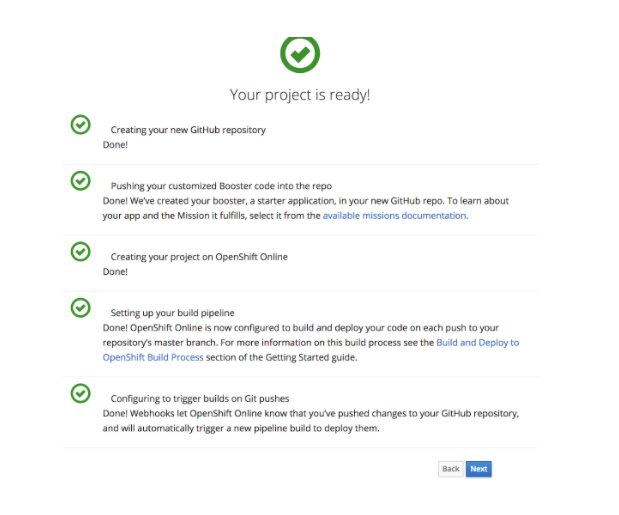 Your project is ready!
Creating your new GitHub repository
Done!
Pushing your customized Booster code into the repo
Done! We've created your booster, a starter application, in your new GitHub repo. To learn about
your app and the Mission it fulfills, select it from the available missions documentation.
Creating your project on OpenShift Online
Done!
Setting up your build pipeline
Done! OpenShift Online is now configured to build and deploy your code on each push to your
repository's master branch. For more information on this build process see the Build and Deploy to
OpenShift Build Process section of the Getting Started guide.
Configuring to trigger builds on Git pushes
Done! Webhooks let OpenShift Online know that you've pushed changes to your GitHub repository,
and will automatically trigger a new pipeline build to deploy them.
Back Next